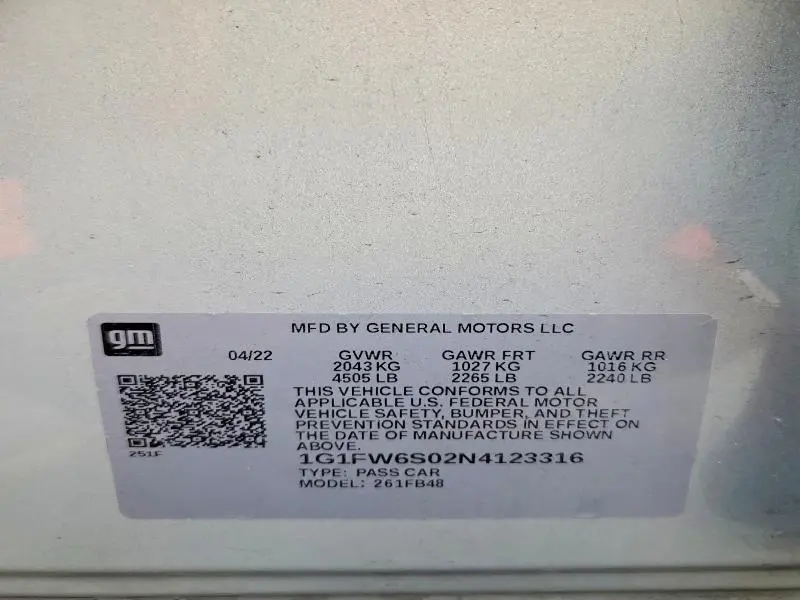 gm
MFD BY GENERAL MOTORS LLC
04/22 GVWR GAWR FRT GAWR RR
2043 KG 1027 KG 1016 KG
4505 LB 2265 LB 2240 LB
THIS VEHICLE CONFORMS TO ALL
APPLICABLE U.S. FEDERAL MOTOR
VEHICLE SAFETY, BUMPER, AND THEFT
PREVENTION STANDARDS IN EFFECT ON
THE DATE OF MANUFACTURE SHOWN
ABOVE.
251F
1G1FW6S02N4123316
TYPE: PASS CAR
MODEL: 261FB48